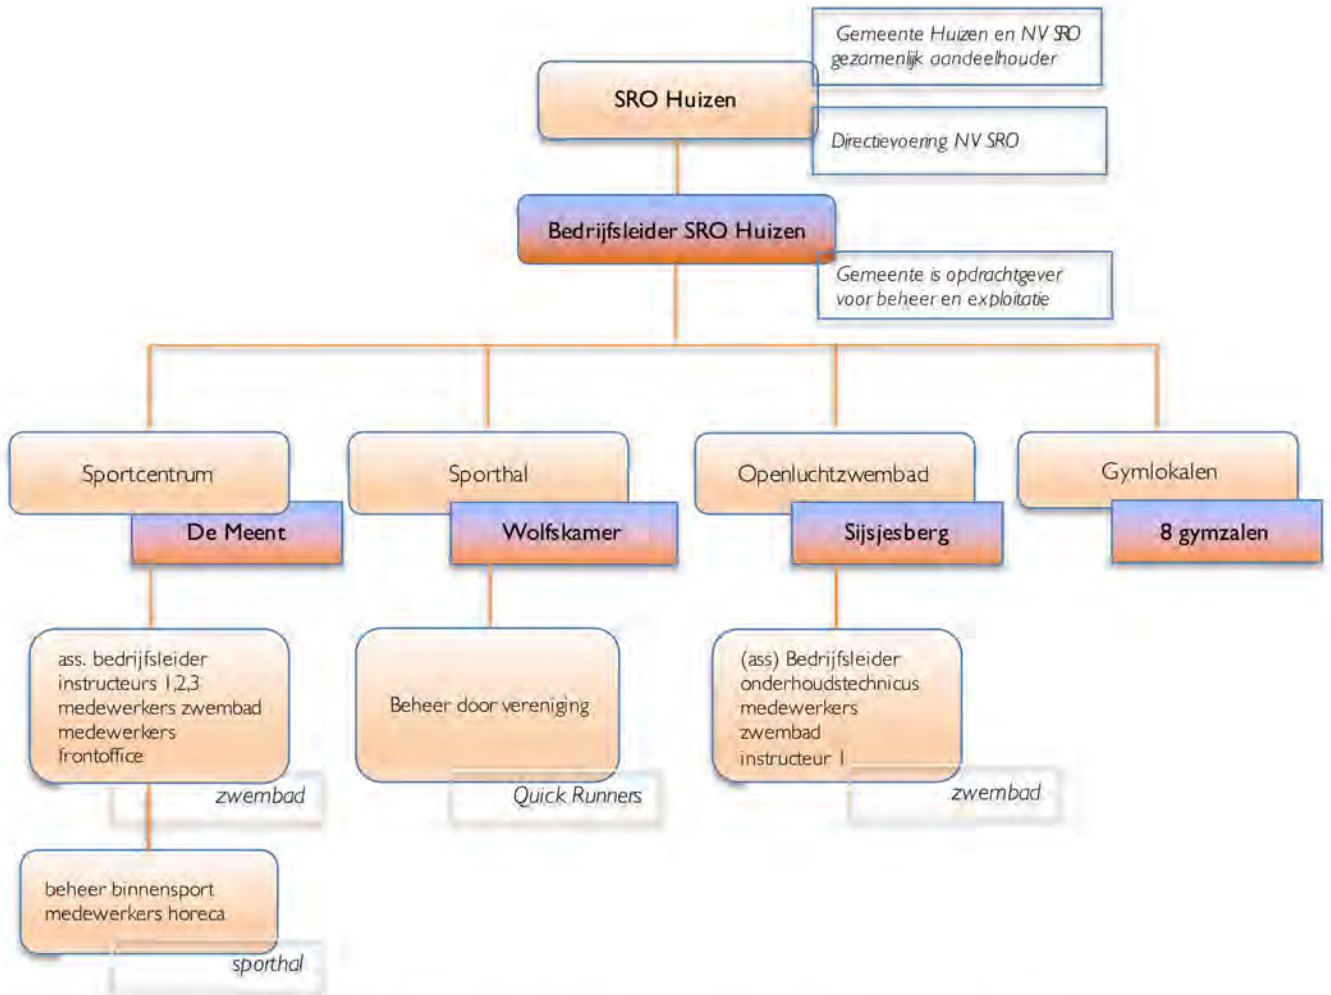 Gemeente Huizen en NV SRO
gezamenlijk aandeelhouder
SRO Huizen
Directievoering NV SRO
Bedrijfsleider SRO Huizen
Gemeente is opdrachtgever
voor beheer en exploitatie
Sportcentrum
De Meent
Sporthal
Wolfskamer
Openluchtzwembad
Sijsjesberg
Gymlokalen
8 gymzalen
ass. bedrijfsleider
instructeurs 1,2,3
medewerkers zwembad
medewerkers
frontoffice
zwembad
Beheer door vereniging
Quick Runners
(ass) Bedrijfsleider
onderhoudstechnicus
medewerkers
zwembad
instructeur 1
zwembad
beheer binnensport
medewerkers horeca
sporthal